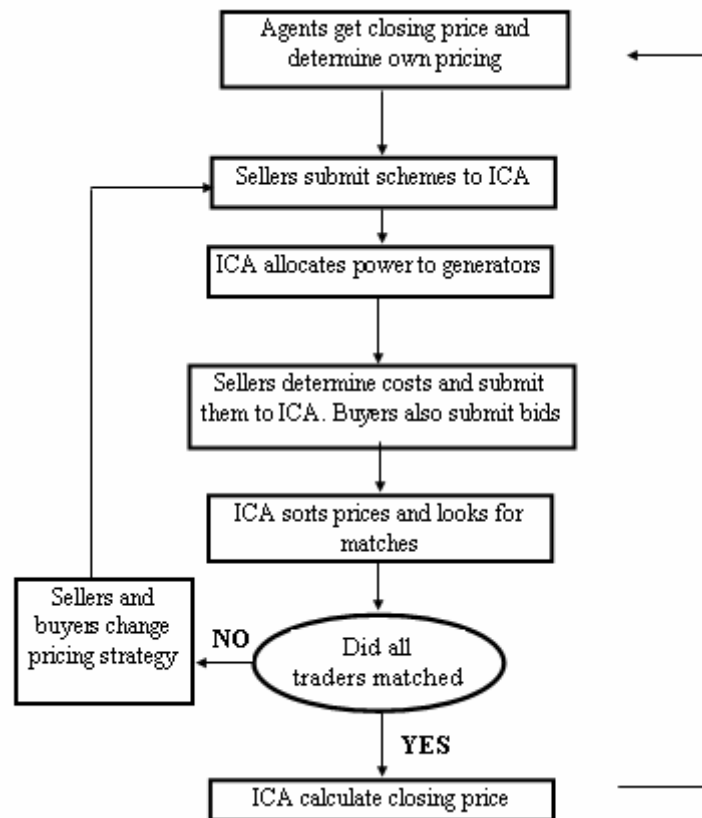 Agents get closing price and
determine own pricing
Sellers submit schemes to ICA
ICA allocates power to generators
Sellers determine costs and submit
them to ICA. Buyers also submit bids
ICA sorts prices and looks for
matches
Did all
traders matched
NO
Sellers and
buyers change
pricing strategy
YES
ICA calculate closing price